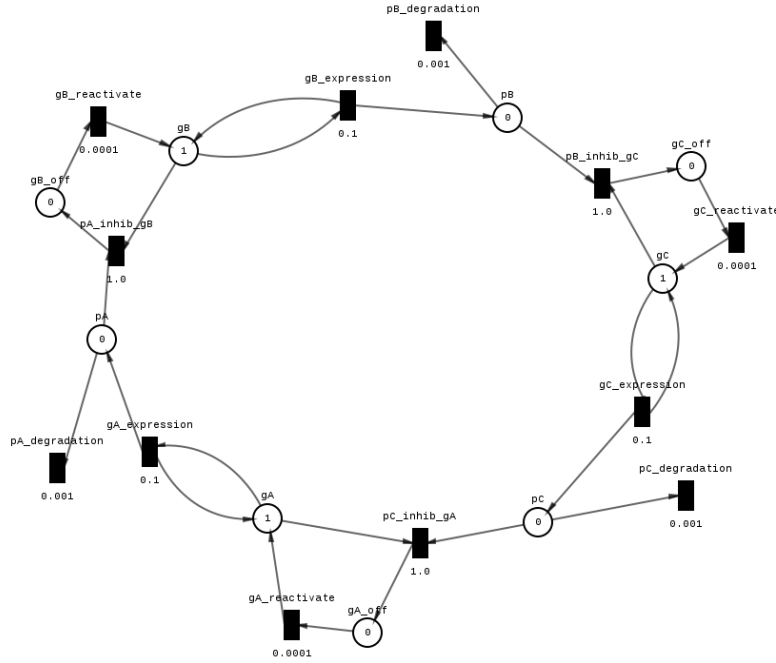 pB_degradation
0.001
gB_expression
0.1
gB_reactivate
0.0001
pB
0
gB
1
gC_off
0
pB_inhib_gC
1.0
gB_off
0
gC_reactivate
0.0001
pA_inhib_gB
1.0
gC
1
pA
0
gC_expression
0.1
gA_expression
0.1
pA_degradation
0.001
pC_degradation
0.001
gA
1
pC
0
pC_inhib_gA
1.0
gA_reactivate
0.0001
gA_off
0